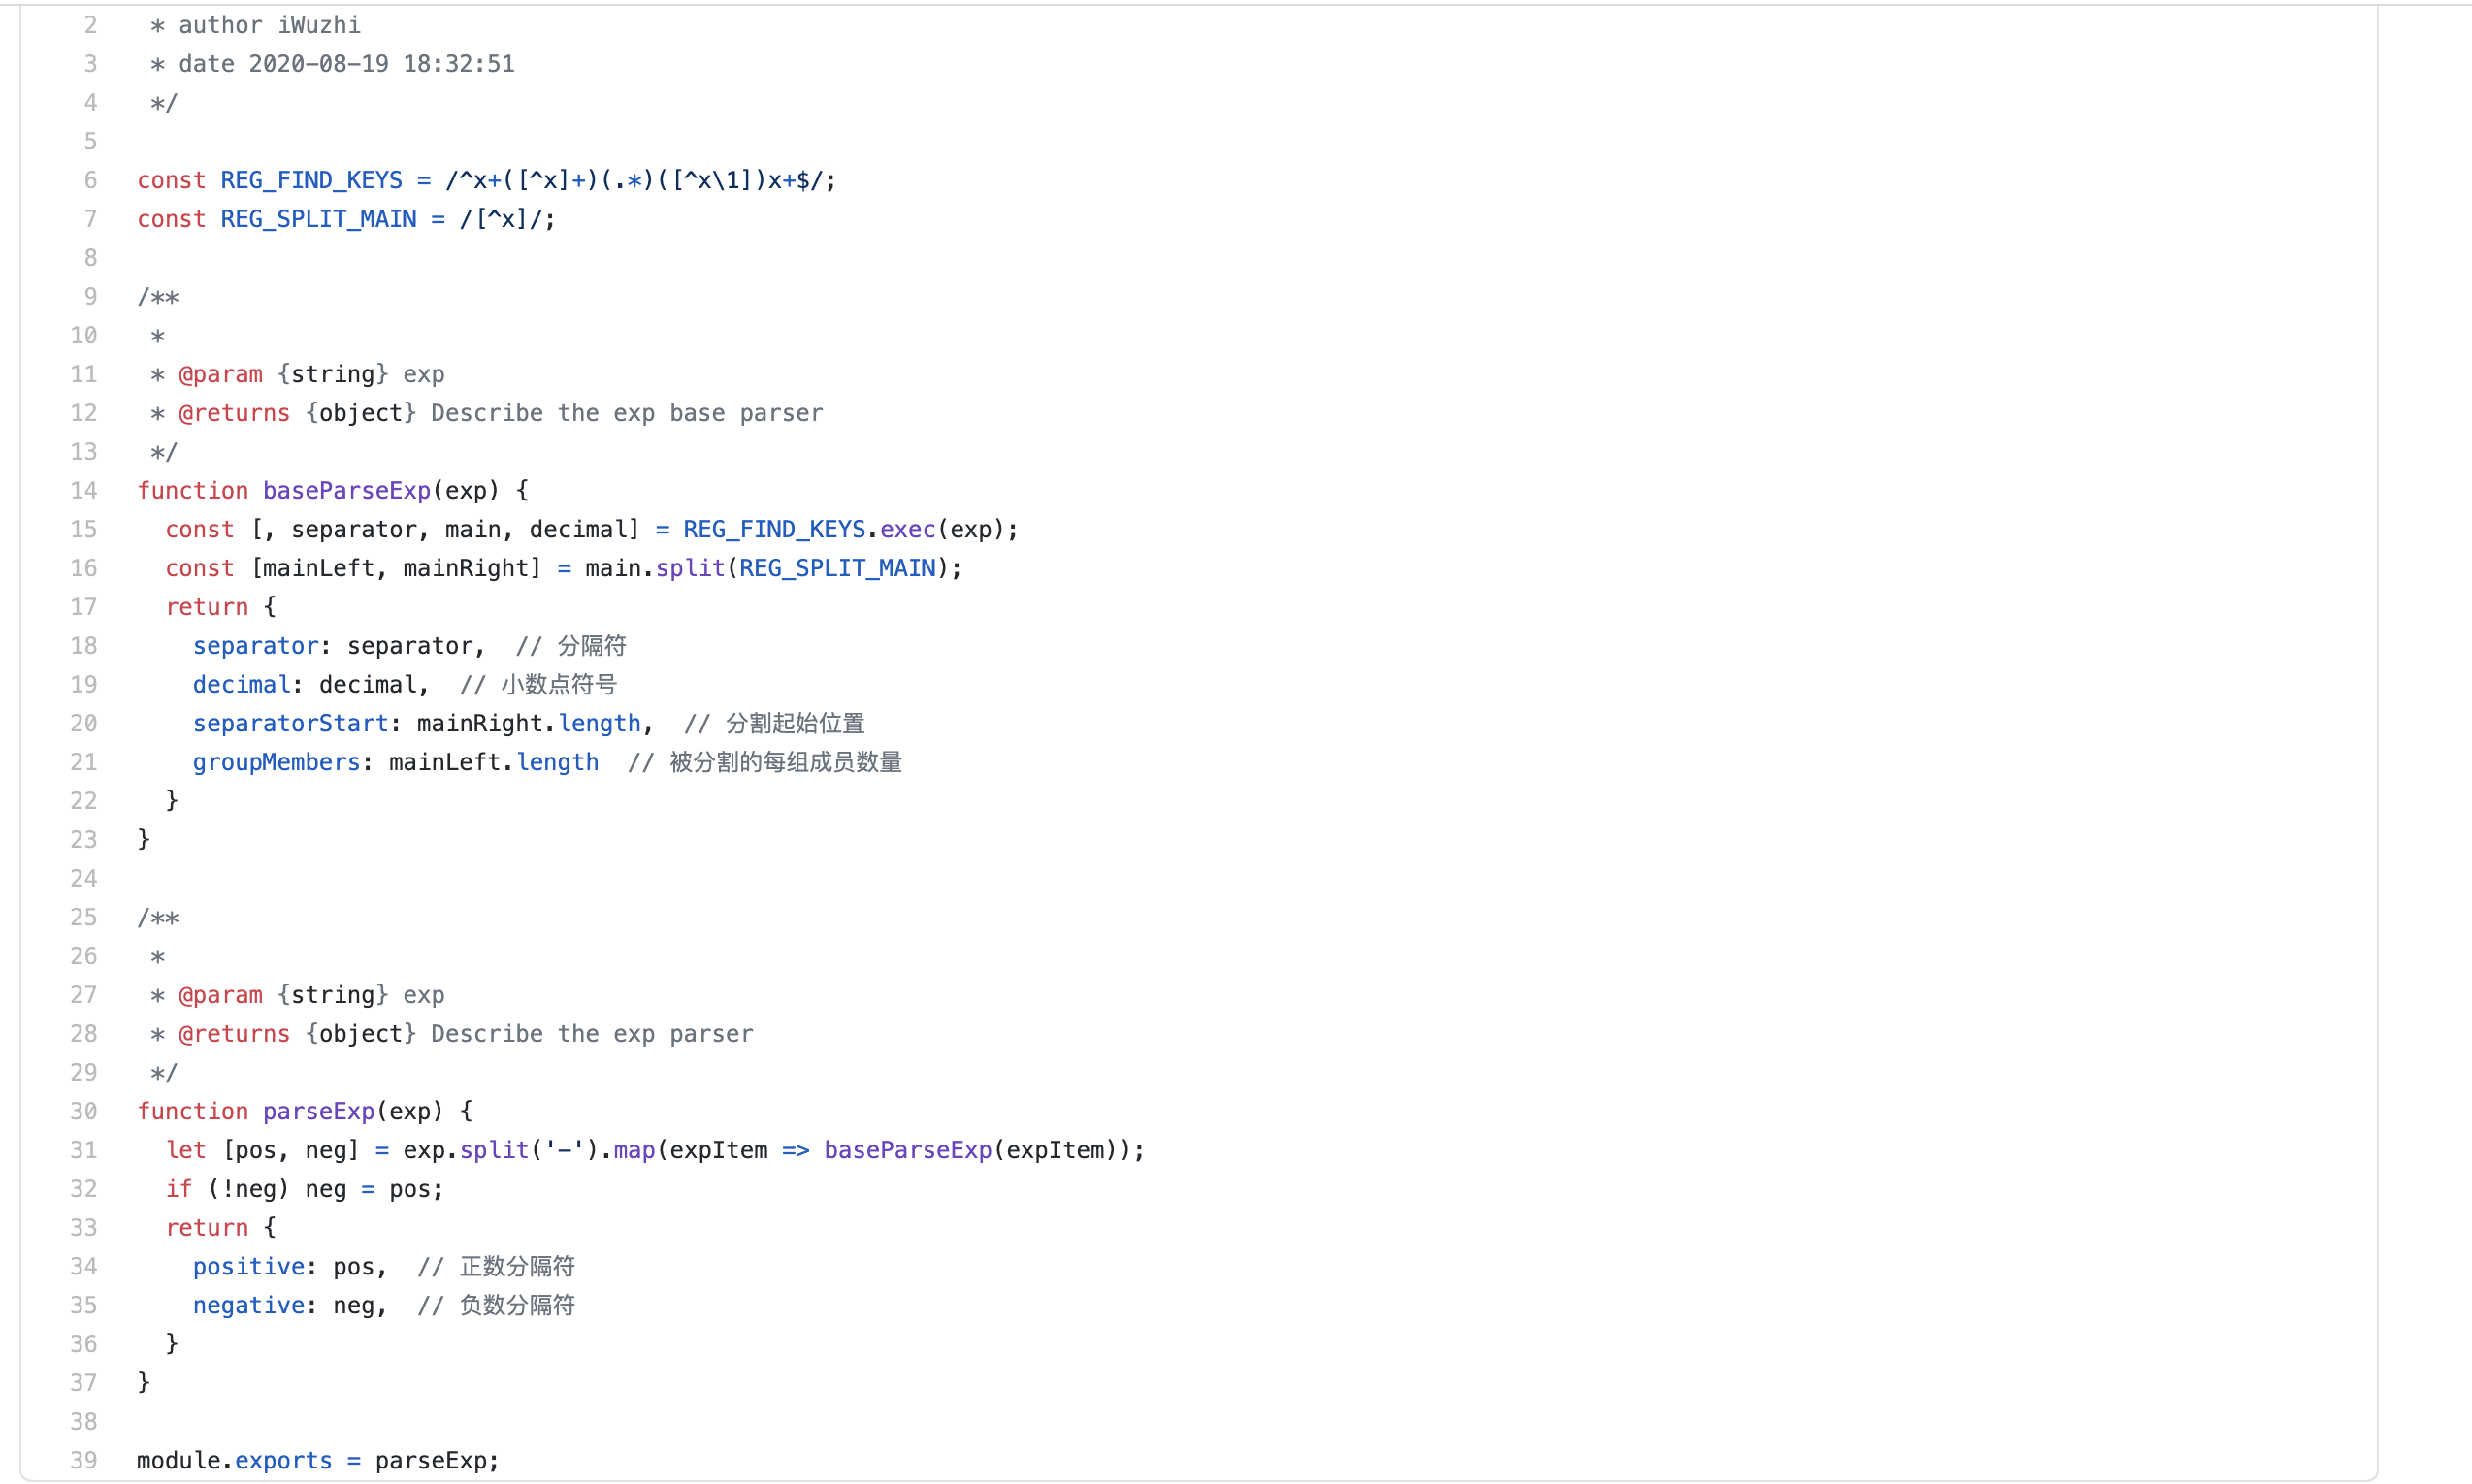 2 * author iWuzhi
3 * date 2020-08-19 18:32:51
4 */
5
6 const REG_FIND_KEYS = /^x+([^x]+)(.*)([^x\1])x+$/;
7 const REG_SPLIT_MAIN = /[^x]/;
8
9 /**
10 *
11 * @param {string} exp
12 * @returns {object} Describe the exp base parser
13 */
14 function baseParseExp(exp) {
15 const [, separator, main, decimal] = REG_FIND_KEYS.exec(exp);
16 const [mainLeft, mainRight] = main.split(REG_SPLIT_MAIN);
17 return {
18 separator: separator, // 分隔符
19 decimal: decimal, // 小数点符号
20 separatorStart: mainRight.length, // 分割起始位置
21 groupMembers: mainLeft.length // 被分割的每组成员数量
22 }
23 }
24
25 /**
26 *
27 * @param {string} exp
28 * @returns {object} Describe the exp parser
29 */
30 function parseExp(exp) {
31 let [pos, neg] = exp.split('-').map(expItem => baseParseExp(expItem));
32 if (!neg) neg = pos;
33 return {
34 positive: pos, // 正数分隔符
35 negative: neg, // 负数分隔符
36 }
37 }
38
39 module.exports = parseExp;